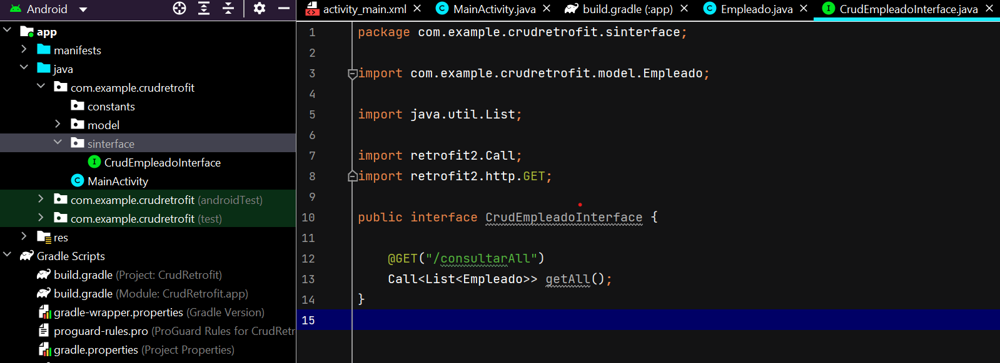 Android
app
manifests
java
com.example.crudretrofit
constants
model
sinterface
CrudEmpleadoInterface
MainActivity
com.example.crudretrofit (androidTest)
com.example.crudretrofit (test)
res
Gradle Scripts
build.gradle (Project: CrudRetrofit)
build.gradle (Module: CrudRetrofit.app)
gradle-wrapper.properties (Gradle Version)
proguard-rules.pro (ProGuard Rules for CrudRetr
gradle.properties (Project Properties)
activity_main.xml MainActivity.java build.gradle (:app) Empleado.java CrudEmpleadoInterface.java
1 package com.example.crudretrofit.sinterface;
2
3 import com.example.crudretrofit.model.Empleado;
4
5 import java.util.List;
6
7 import retrofit2.Call;
8 import retrofit2.http.GET;
9
10 public interface CrudEmpleadoInterface {
11
12 @GET("/consultarAll")
13 Call<List<Empleado>> getAll();
14 }
15